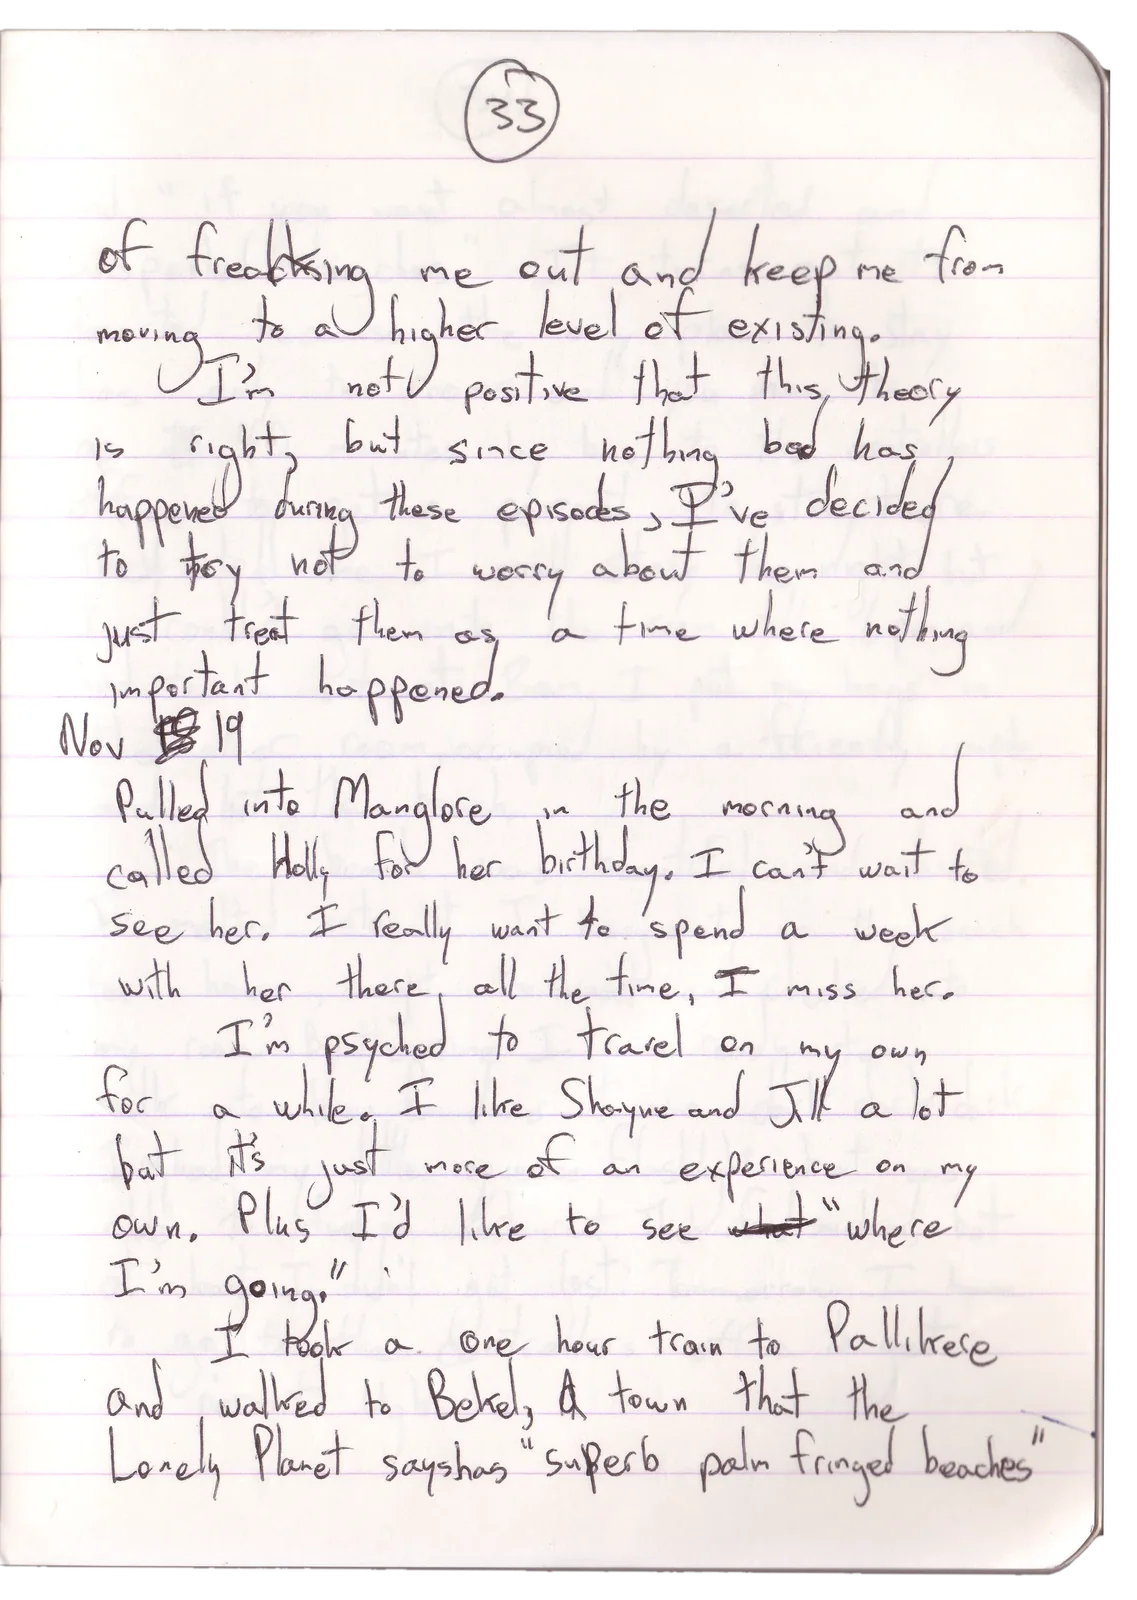 33
of freaking me out and keep me from
moving to a higher level of existing.
I'm not positive that this theory
is right, but since nothing bad has
happened during these episodes, I've decided
to try not to worry about them and
just treat them as a time where nothing
important happened.
Nov 19
Pulled into Manglore in the morning and
called Holly for her birthday. I can't wait to
see her. I really want to spend a week
with her there, all the time, I miss her.
I'm psyched to travel on my own
for a while. I like Shayne and Jill a lot
but it's just more of an experience on my
own. Plus I'd like to see what "where
I'm going."
I took a one hour train to Pallikere
and walked to Bekel, A town that the
Lonely Planet says has "superb palm fringed beaches"